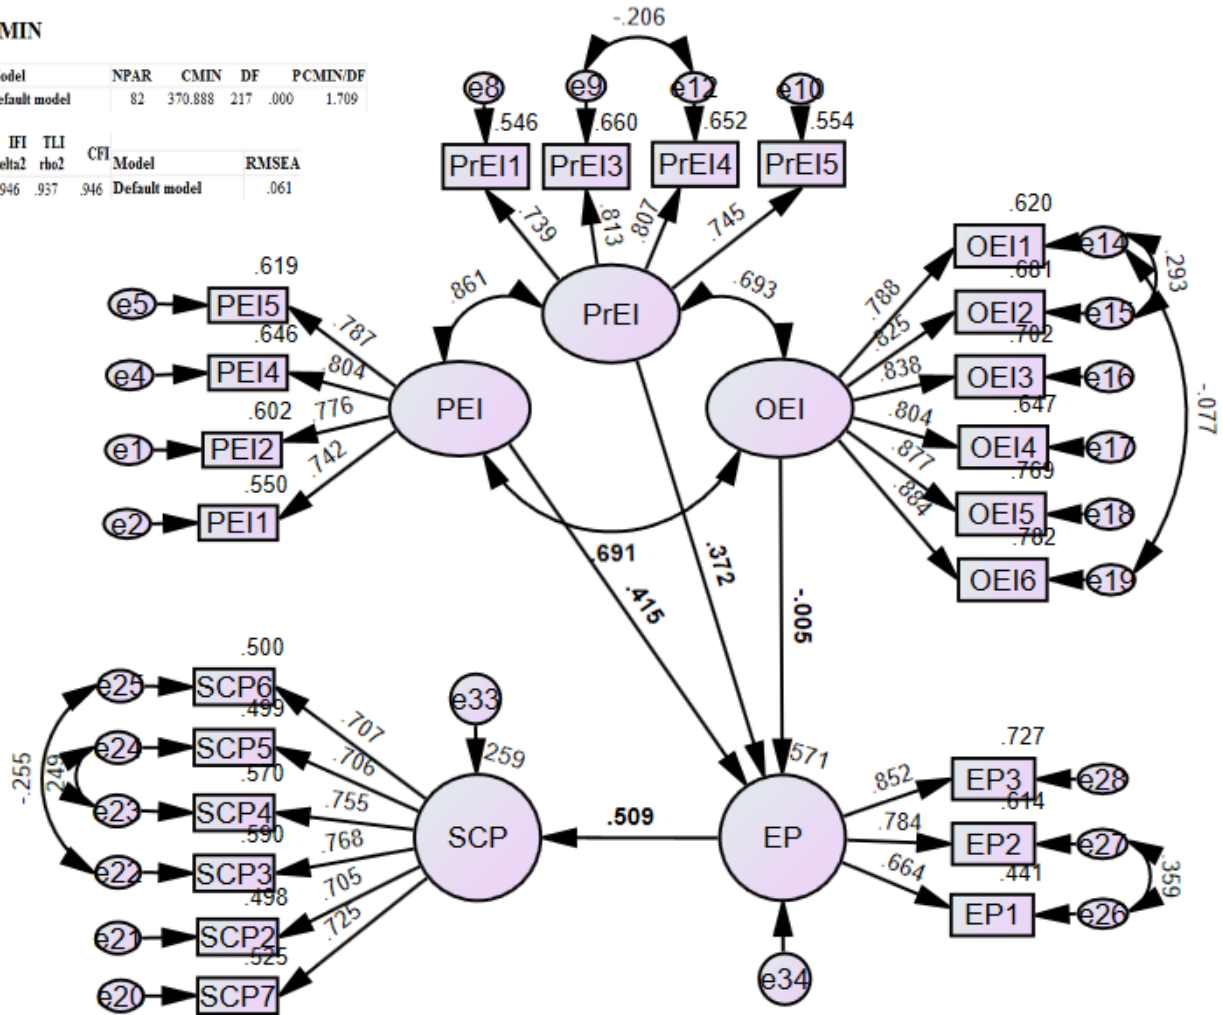 MIN
odel NPAR CMIN DF P CMIN/DF
efault model 82 370.888 217 .000 1.709
IFI TLI CFI
elta2 rho2
946 .937 .946
Model RMSEA
Default model .061
-.206
e8 e9 e12 e10
.546 .660 .652 .554
PrEI1 PrEI3 PrEI4 PrEI5
.739 .813 .807 .745
PrEI
.861 .693
.619
e5 PEI5 .787
.646
e4 PEI4 .804
.602
e1 PEI2 .776
.550
e2 PEI1 .742
PEI
OEI
.620
.788 OEI1 e14
.681
.825 OEI2 e15
.702
.838 OEI3 e16
.647
.804 OEI4 e17
.769
.877 OEI5 e18
.782
.884 OEI6 e19
.293
-.077
.691
.415
.372
-.005
.500
e25 SCP6 .707
.499
e24 SCP5 .706
.570
e23 SCP4 .755
.590
e22 SCP3 .768
.498
e21 SCP2 .705
.525
e20 SCP7 .725
-.255
.249
e33
.259
SCP
.509
.571
EP
e34
.727
.852 EP3 e28
.614
.784 EP2 e27
.441
.664 EP1 e26
.359